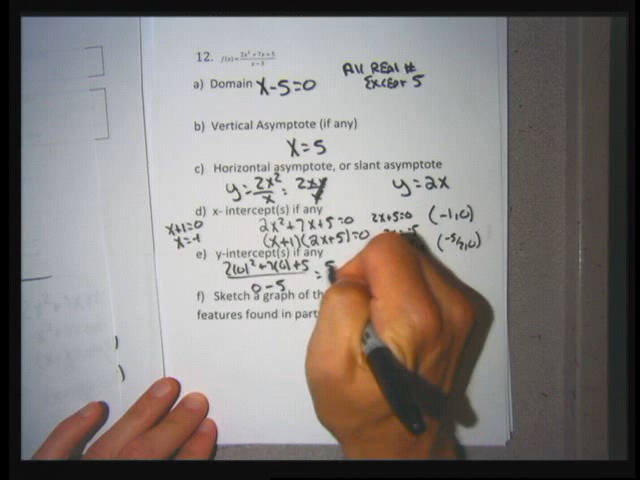 12. f(x) = 2x² + 7x + 5 / x − 5
All Real #
Except 5
a) Domain x-5=0
b) Vertical Asymptote (if any)
x=5
c) Horizontal asymptote, or slant asymptote
y = 2x²/x = 2x y = 2x
d) x- intercept(s) if any
x+1=0 2x²+7x+5=0 2x+5=0 (-1,0)
x=-1 (x+1)(2x+5)=0 (-5/2,0)
e) y-intercept(s) if any
2(0)²+7(0)+5 / 0-5 = 5
f) Sketch a graph of th
features found in part